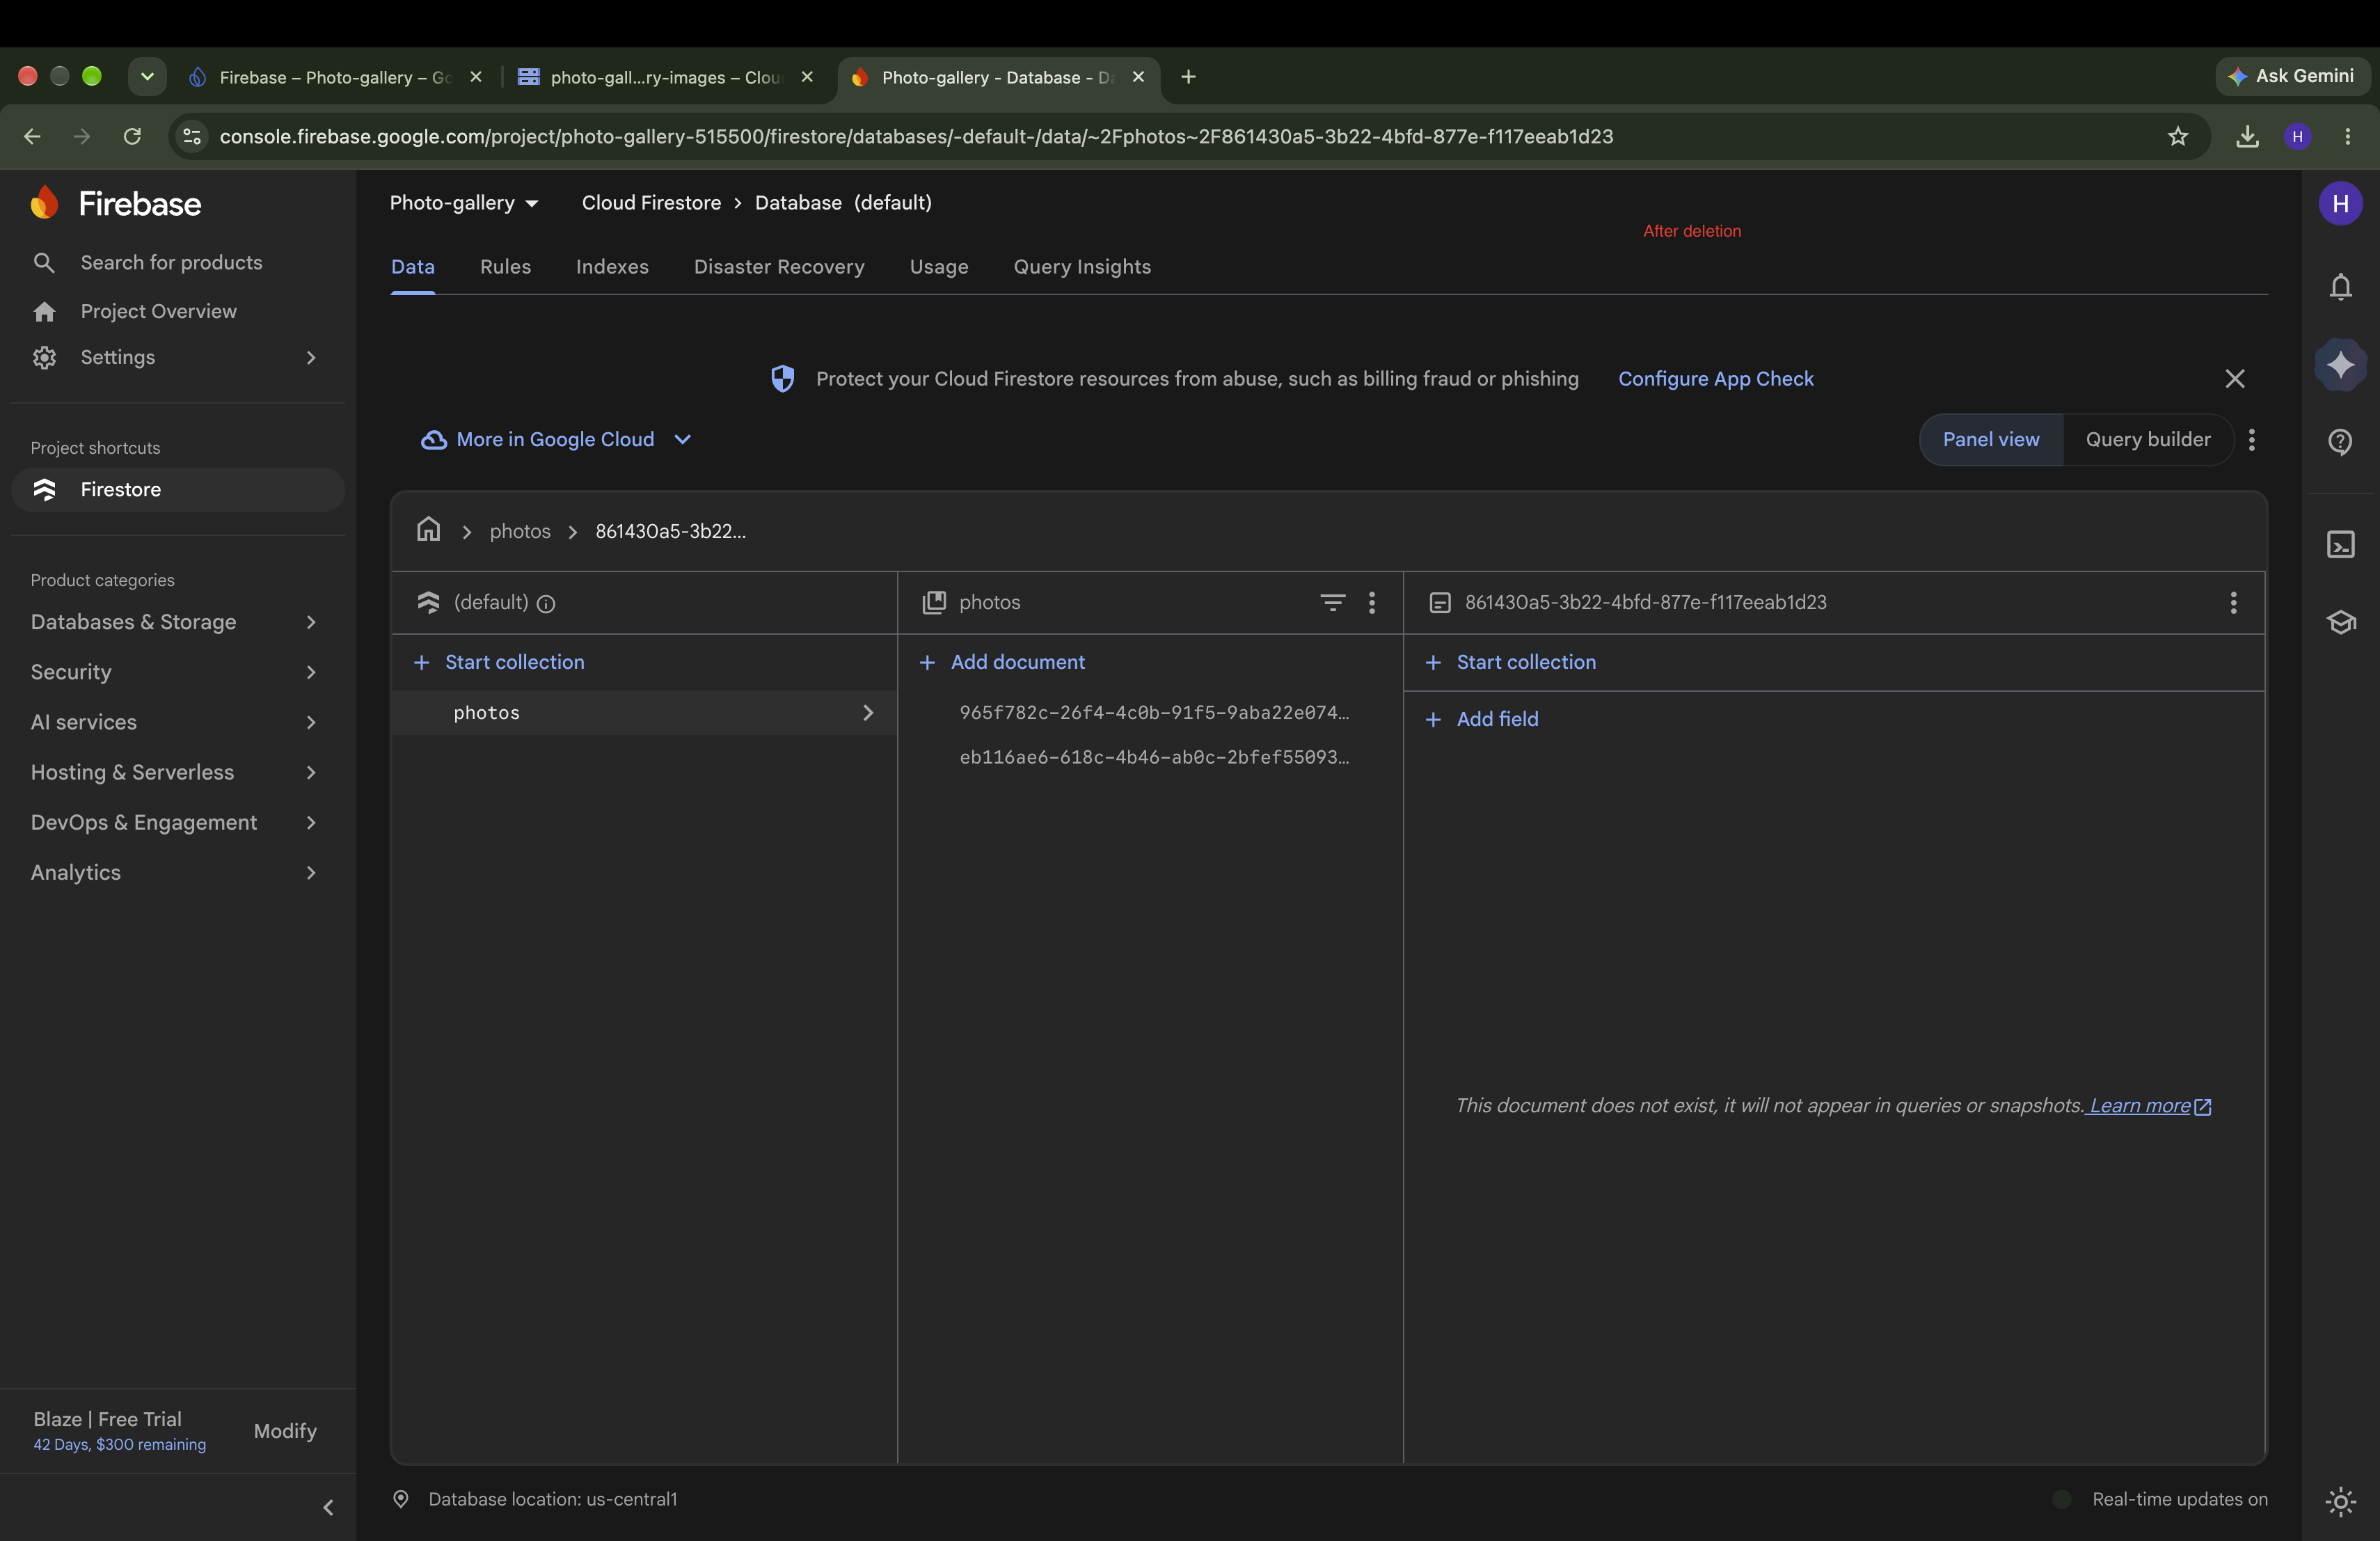 Firebase – Photo-gallery – Go
photo-gall...ry-images – Clou
Photo-gallery - Database - Da
Ask Gemini
console.firebase.google.com/project/photo-gallery-515500/firestore/databases/-default-/data/~2Fphotos~2F861430a5-3b22-4bfd-877e-f117eeab1d23
H
Firebase
Search for products
Project Overview
Settings
Project shortcuts
Firestore
Product categories
Databases & Storage
Security
AI services
Hosting & Serverless
DevOps & Engagement
Analytics
Blaze | Free Trial
42 Days, $300 remaining
Modify
Photo-gallery
Cloud Firestore > Database (default)
H
After deletion
Data Rules Indexes Disaster Recovery Usage Query Insights
Protect your Cloud Firestore resources from abuse, such as billing fraud or phishing Configure App Check
More in Google Cloud
Panel view Query builder
photos > 861430a5-3b22...
(default)
Start collection
photos
photos
Add document
965f782c-26f4-4c0b-91f5-9aba22e074…
eb116ae6-618c-4b46-ab0c-2bfef55093…
861430a5-3b22-4bfd-877e-f117eeab1d23
Start collection
Add field
This document does not exist, it will not appear in queries or snapshots. Learn more
Database location: us-central1
Real-time updates on